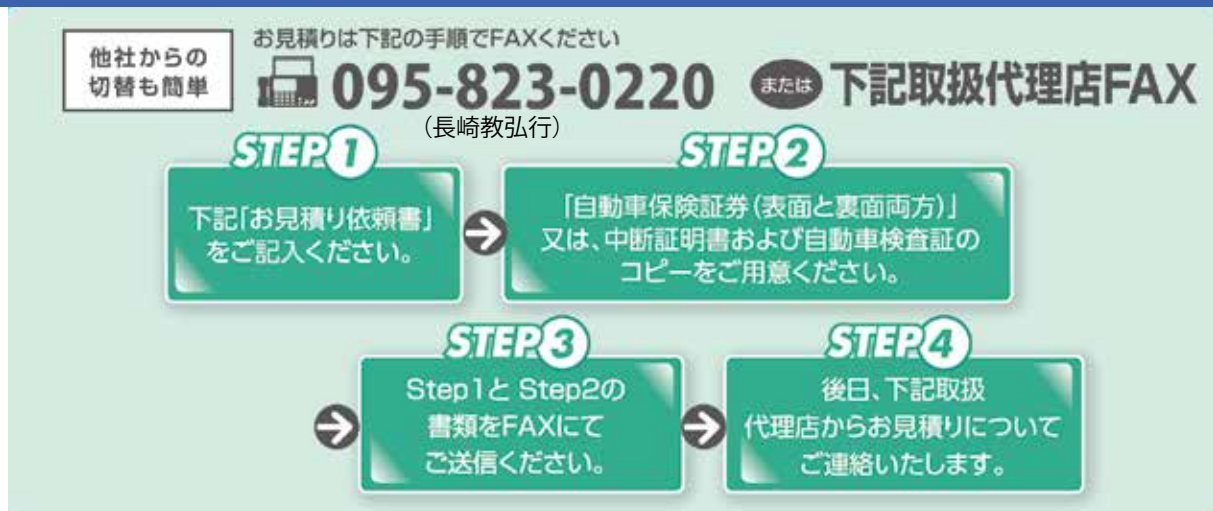 他社からの
切替も簡単
お見積りは下記の手順でFAXください
095-823-0220 または 下記取扱代理店FAX
（長崎教弘行）
STEP1
下記「お見積り依頼書」
をご記入ください。
STEP2
「自動車保険証券（表面と裏面両方）」
又は、中断証明書および自動車検査証の
コピーをご用意ください。
STEP3
Step1と Step2の
書類をFAXにて
ご送信ください。
STEP4
後日、下記取扱
代理店からお見積りについて
ご連絡いたします。